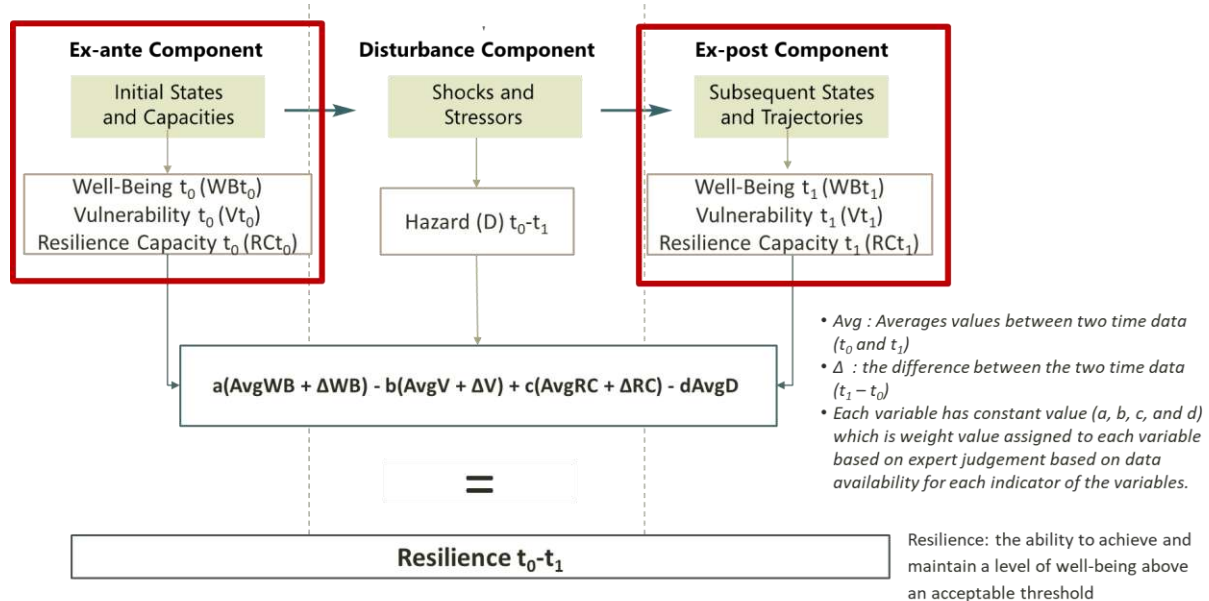 Ex-ante Component
Disturbance Component
Ex-post Component
Initial States
and Capacities
Shocks and
Stressors
Subsequent States
and Trajectories
Well-Being t₀ (WBt₀)
Vulnerability t₀ (Vt₀)
Resilience Capacity t₀ (RCt₀)
Hazard (D) t₀-t₁
Well-Being t₁ (WBt₁)
Vulnerability t₁ (Vt₁)
Resilience Capacity t₁ (RCt₁)
a(AvgWB + ΔWB) - b(AvgV + ΔV) + c(AvgRC + ΔRC) - dAvgD
• Avg : Averages values between two time data
(t₀ and t₁)
• Δ : the difference between the two time data
(t₁ – t₀)
• Each variable has constant value (a, b, c, and d)
which is weight value assigned to each variable
based on expert judgement based on data
availability for each indicator of the variables.
=
Resilience t₀-t₁
Resilience: the ability to achieve and
maintain a level of well-being above
an acceptable threshold